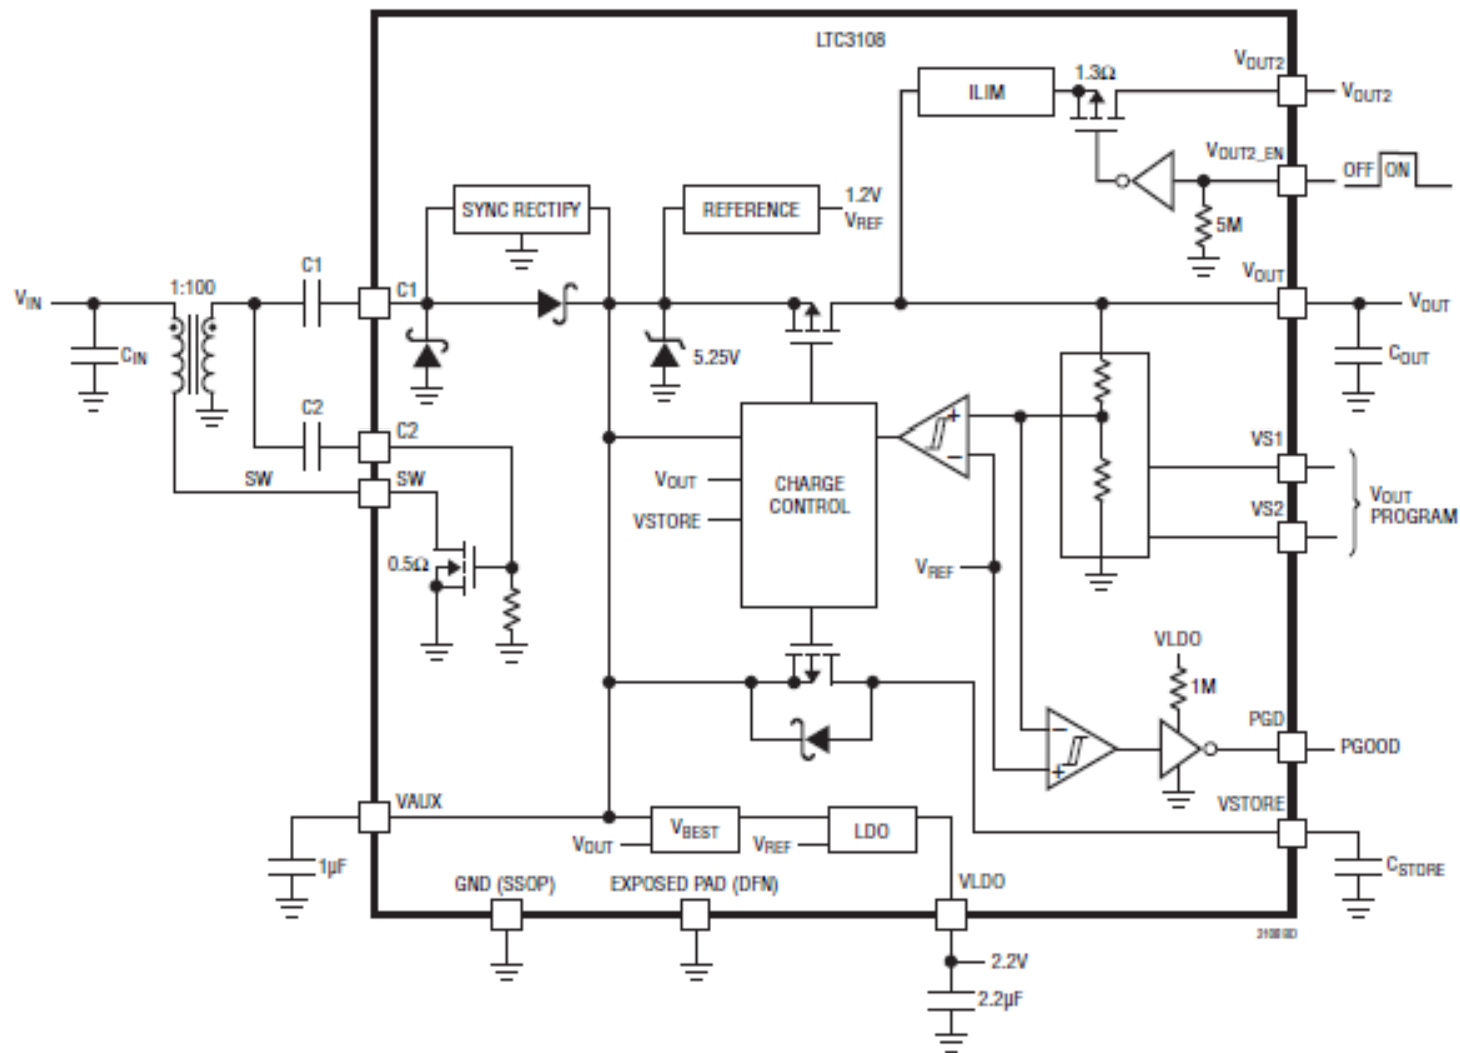 LTC3108
VOUT2
1.3Ω
ILIM
VOUT2
VOUT2_EN
OFF ON
SYNC RECTIFY
REFERENCE
1.2V
VREF
5M
VOUT
C1
1:100
C1
VIN
VOUT
CIN
5.25V
COUT
C2
C2
VS1
SW
SW
VOUT
CHARGE
CONTROL
VSTORE
VOUT
PROGRAM
VS2
0.5Ω
VREF
+
−
VLDO
1M
PGD
−
+
PGOOD
VAUX
VSTORE
VBEST
LDO
VOUT
VREF
1µF
CSTORE
GND (SSOP)
EXPOSED PAD (DFN)
VLDO
3108 BD
2.2V
2.2µF